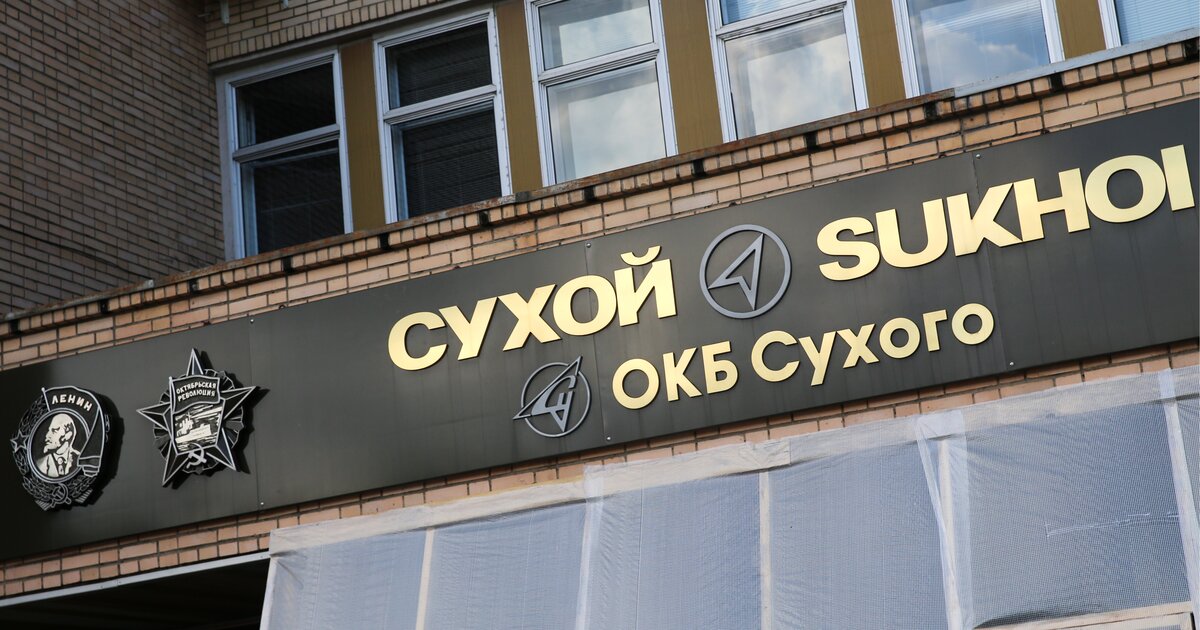 СУХОЙ SUKHOI
ОКБ Сухого
ЛЕНИН
ОКТЯБРЬСКАЯ
РЕВОЛЮЦИЯ